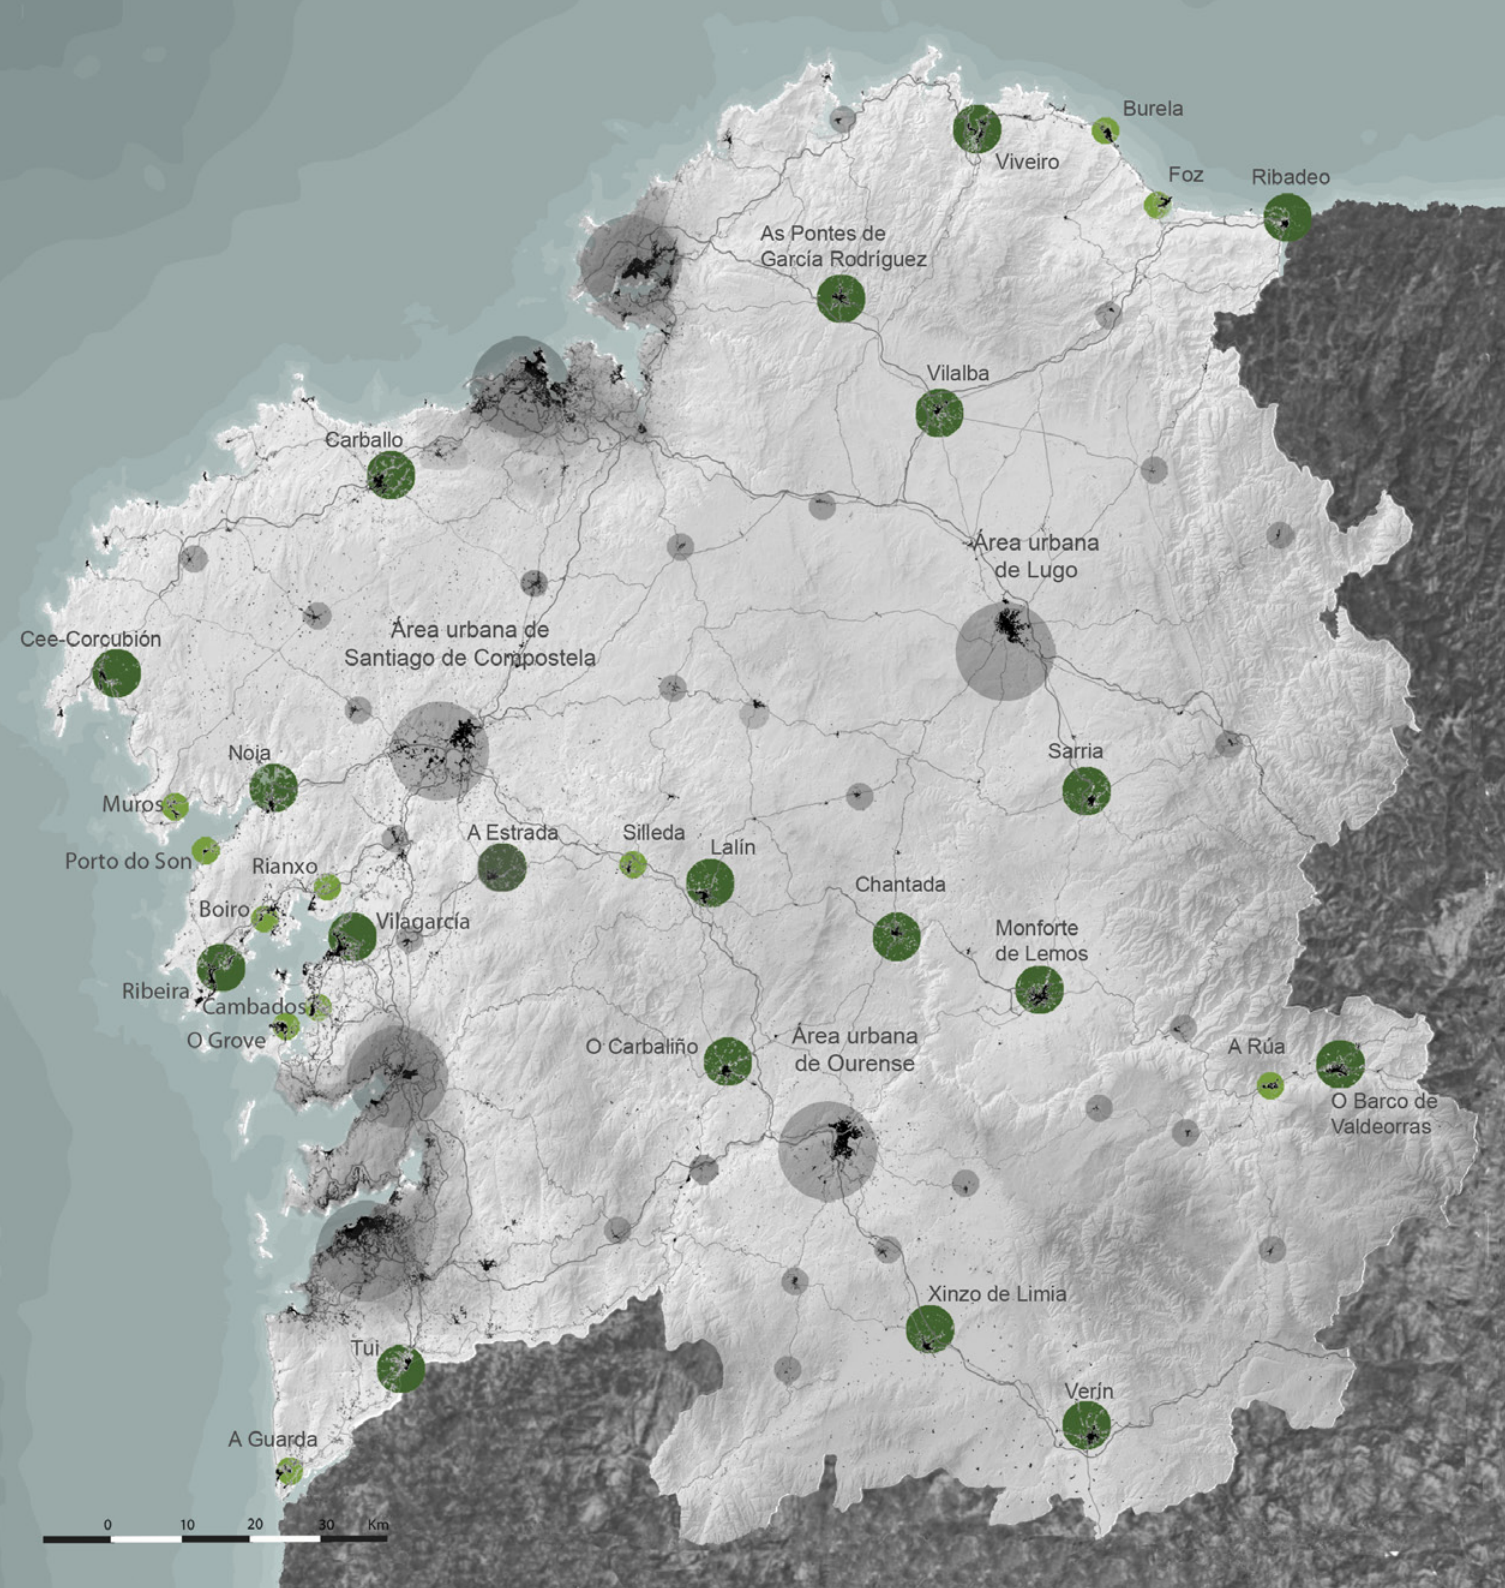 Burela
Viveiro
Foz
Ribadeo
As Pontes de
García Rodríguez
Vilalba
Carballo
Área urbana
de Lugo
Área urbana de
Santiago de Compostela
Cee-Corcubión
Noia
Sarria
Muros
A Estrada
Silleda
Lalín
Porto do Son
Rianxo
Chantada
Boiro
Vilagarcía
Monforte
de Lemos
Ribeira
Cambados
O Grove
O Carbaliño
Área urbana
de Ourense
A Rúa
O Barco de
Valdeorras
Xinzo de Limia
Tui
Verín
A Guarda
0 10 20 30 Km